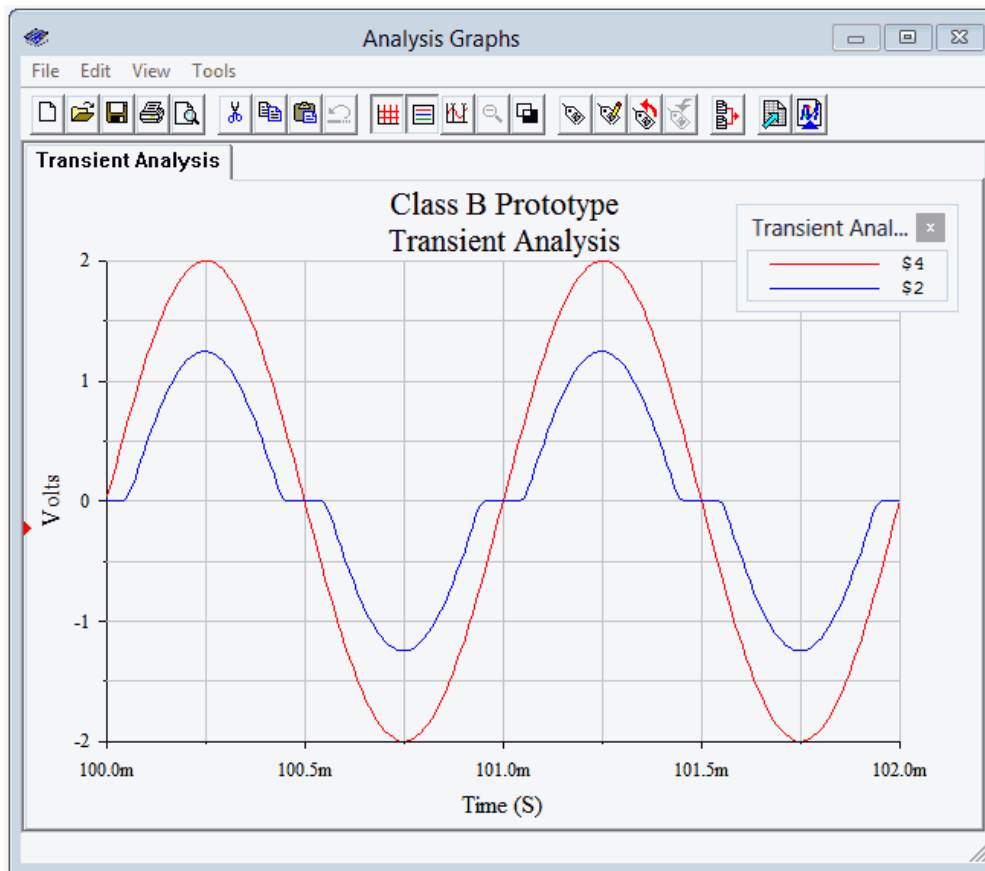 Analysis Graphs
File Edit View Tools
Transient Analysis
Class B Prototype
Transient Analysis
Transient Anal... x
$4
$2
2
1
0
-1
-2
Volts
100.0m 100.5m 101.0m 101.5m 102.0m
Time (S)